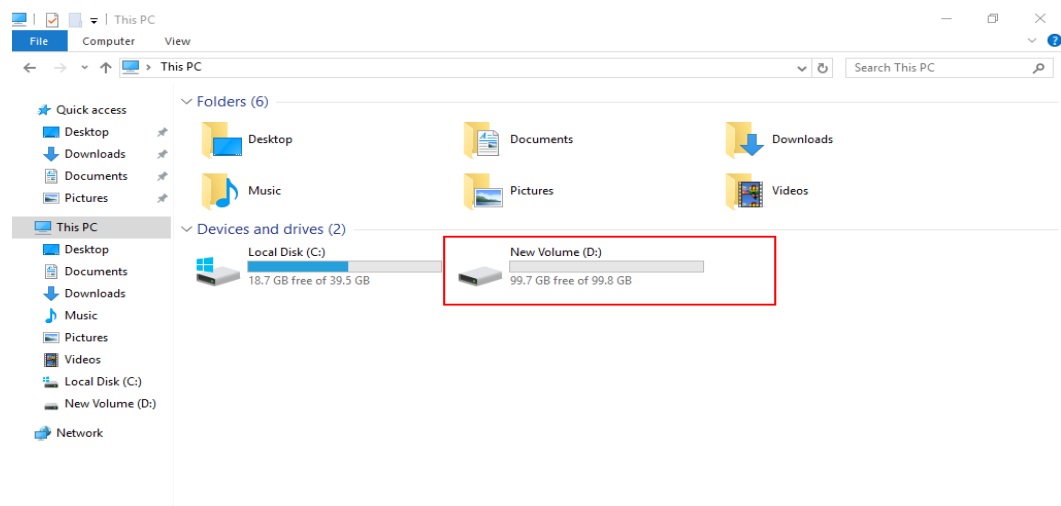 This PC
File Computer View
This PC
Search This PC
Quick access
Desktop
Downloads
Documents
Pictures
This PC
Desktop
Documents
Downloads
Music
Pictures
Videos
Local Disk (C:)
New Volume (D:)
Network
Folders (6)
Desktop Documents Downloads
Music Pictures Videos
Devices and drives (2)
Local Disk (C:) New Volume (D:)
18.7 GB free of 39.5 GB 99.7 GB free of 99.8 GB